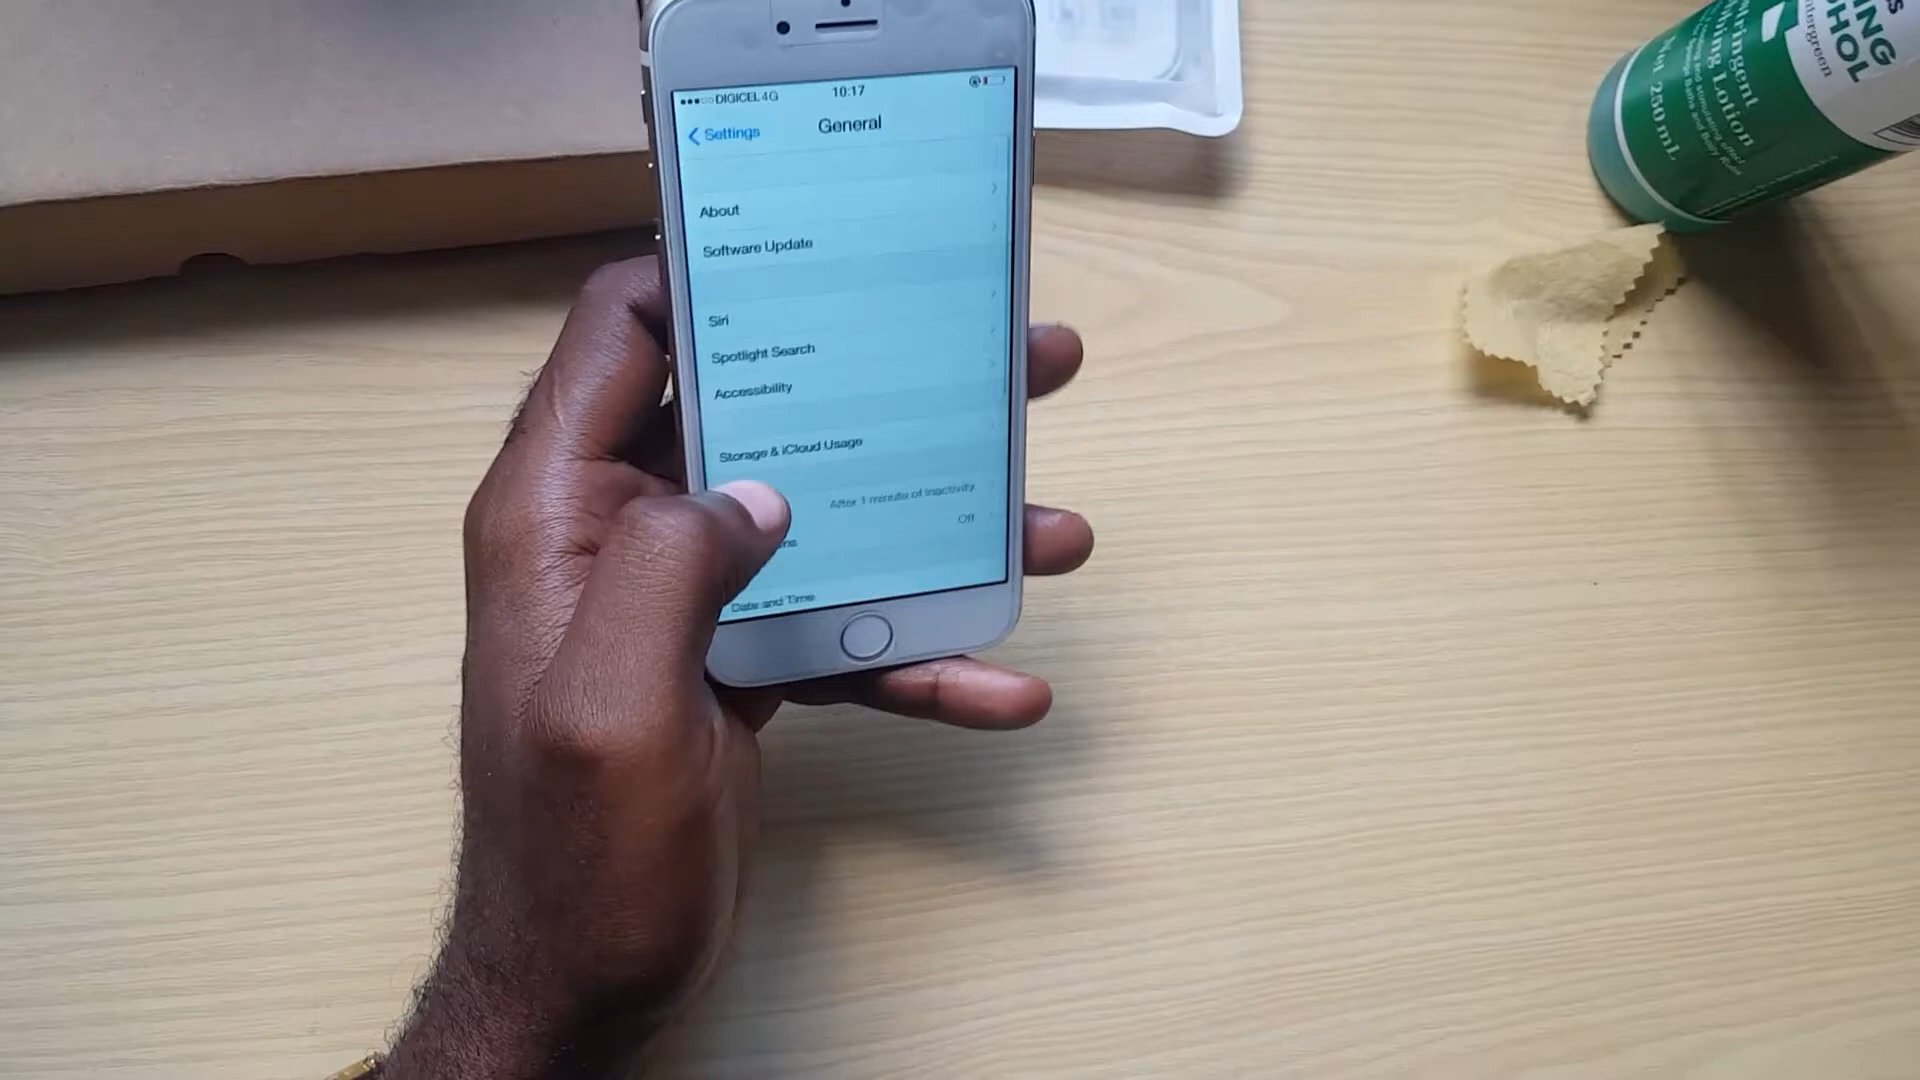 DIGICEL 4G
10:17
Settings
General
About
Software Update
Siri
Spotlight Search
Accessibility
Storage & iCloud Usage
After 1 minute of inactivity
Off
Date and Time
Rubbing Lotion
250 mL